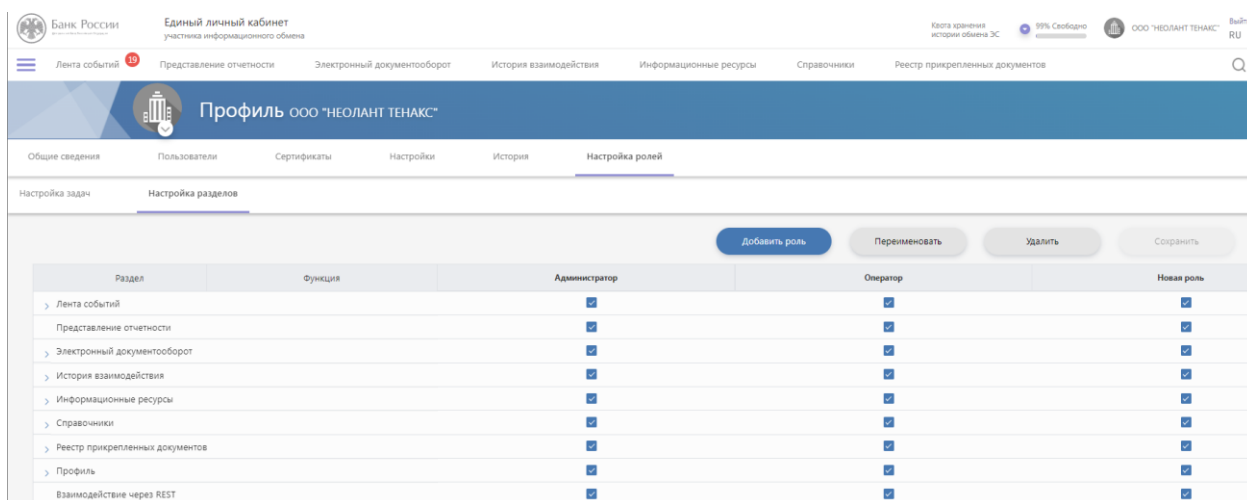 Банк России
Единый личный кабинет
участника информационного обмена
Квота хранения
истории обмена ЭС
99% Свободно
ООО "НЕОЛАНТ ТЕНАКС"
RU
Лента событий 19 Представление отчетности Электронный документооборот История взаимодействия Информационные ресурсы Справочники Реестр прикрепленных документов
Профиль ООО "НЕОЛАНТ ТЕНАКС"
Общие сведения Пользователи Сертификаты Настройки История Настройка ролей
Настройка задач Настройка разделов
Добавить роль Переименовать Удалить Сохранить
Раздел Функция Администратор Оператор Новая роль
Лента событий
Представление отчетности
Электронный документооборот
История взаимодействия
Информационные ресурсы
Справочники
Реестр прикрепленных документов
Профиль
Взаимодействие через REST